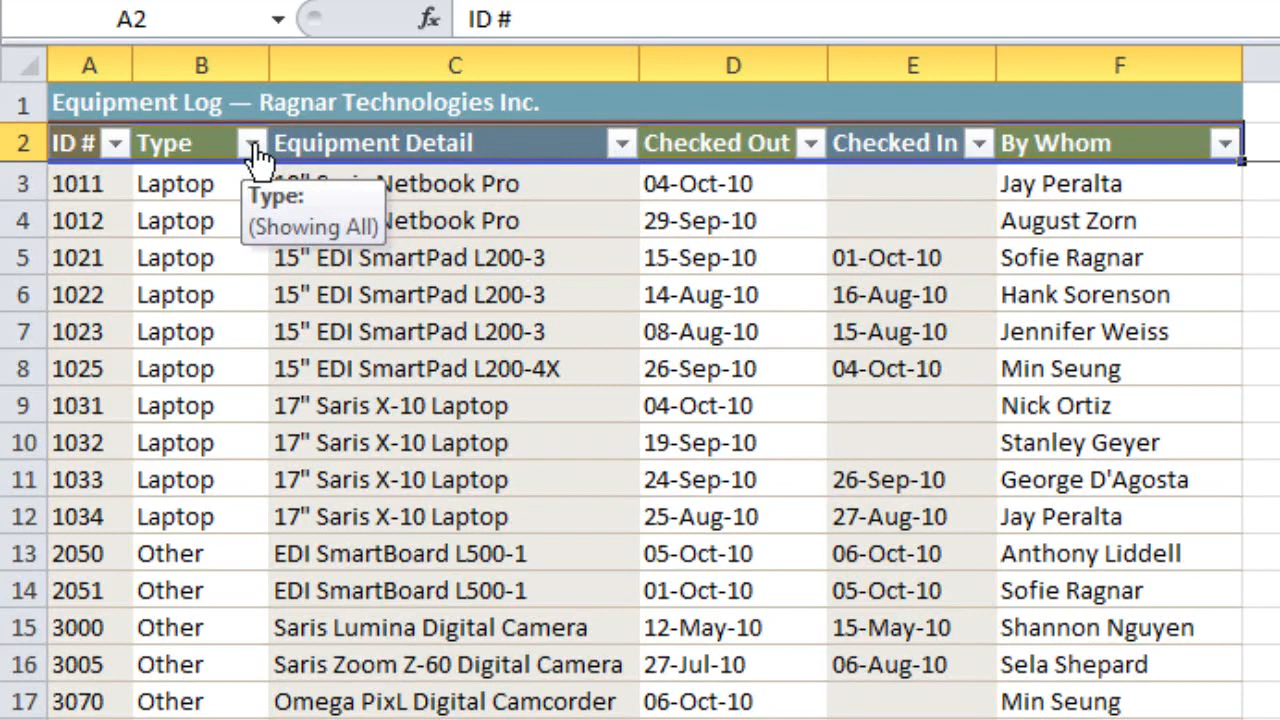 A2 fx ID #
A B C D E F
1 Equipment Log — Ragnar Technologies Inc.
2 ID # Type Equipment Detail Checked Out Checked In By Whom
3 1011 Laptop Netbook Pro 04-Oct-10 Jay Peralta
Type:
4 1012 Laptop Netbook Pro 29-Sep-10 August Zorn
(Showing All)
5 1021 Laptop 15" EDI SmartPad L200-3 15-Sep-10 01-Oct-10 Sofie Ragnar
6 1022 Laptop 15" EDI SmartPad L200-3 14-Aug-10 16-Aug-10 Hank Sorenson
7 1023 Laptop 15" EDI SmartPad L200-3 08-Aug-10 15-Aug-10 Jennifer Weiss
8 1025 Laptop 15" EDI SmartPad L200-4X 26-Sep-10 04-Oct-10 Min Seung
9 1031 Laptop 17" Saris X-10 Laptop 04-Oct-10 Nick Ortiz
10 1032 Laptop 17" Saris X-10 Laptop 19-Sep-10 Stanley Geyer
11 1033 Laptop 17" Saris X-10 Laptop 24-Sep-10 26-Sep-10 George D'Agosta
12 1034 Laptop 17" Saris X-10 Laptop 25-Aug-10 27-Aug-10 Jay Peralta
13 2050 Other EDI SmartBoard L500-1 05-Oct-10 06-Oct-10 Anthony Liddell
14 2051 Other EDI SmartBoard L500-1 01-Oct-10 05-Oct-10 Sofie Ragnar
15 3000 Other Saris Lumina Digital Camera 12-May-10 15-May-10 Shannon Nguyen
16 3005 Other Saris Zoom Z-60 Digital Camera 27-Jul-10 06-Aug-10 Sela Shepard
17 3070 Other Omega PixL Digital Camcorder 06-Oct-10 Min Seung